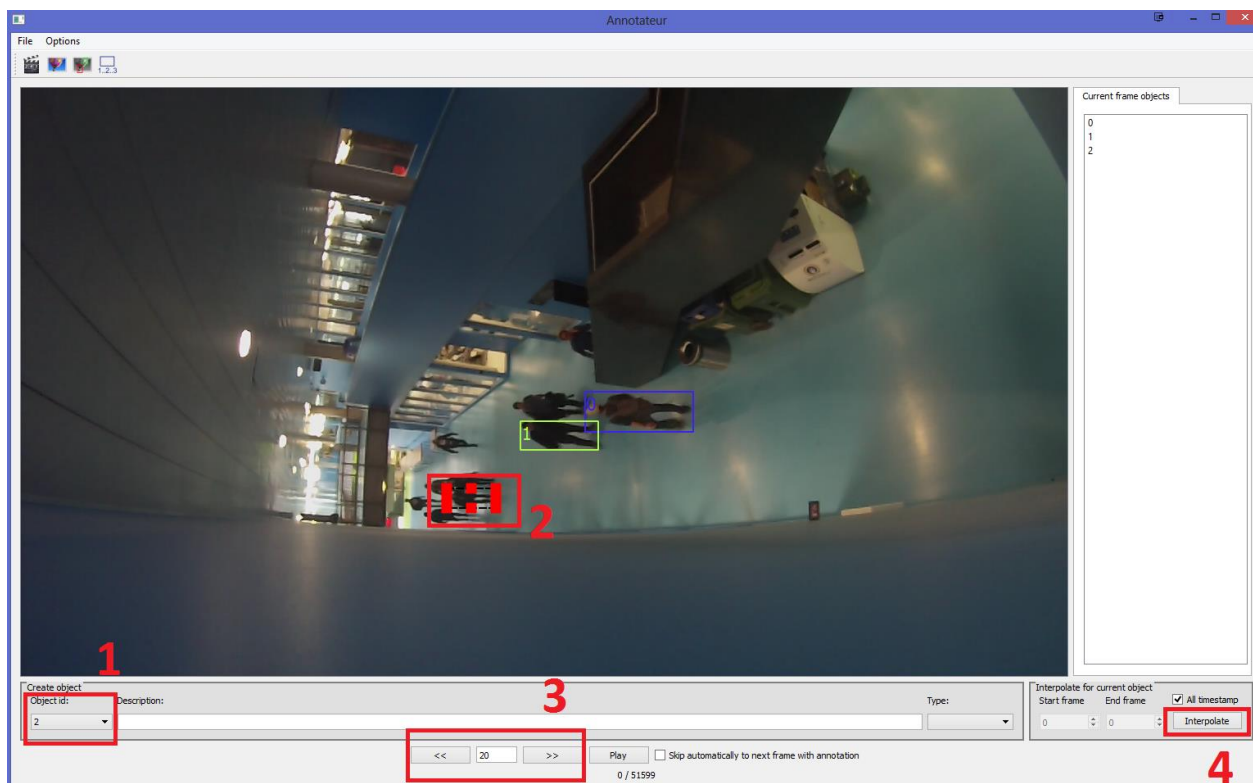 Annotateur
File Options
1..2..3
Current frame objects
0
1
2
0
1
2
1
3
Create object
Object id:
Description:
Type:
2
Interpolate for current object
Start frame
End frame
All timestamp
0
0
Interpolate
<<
20
>>
Play
Skip automatically to next frame with annotation
4
0 / 51599